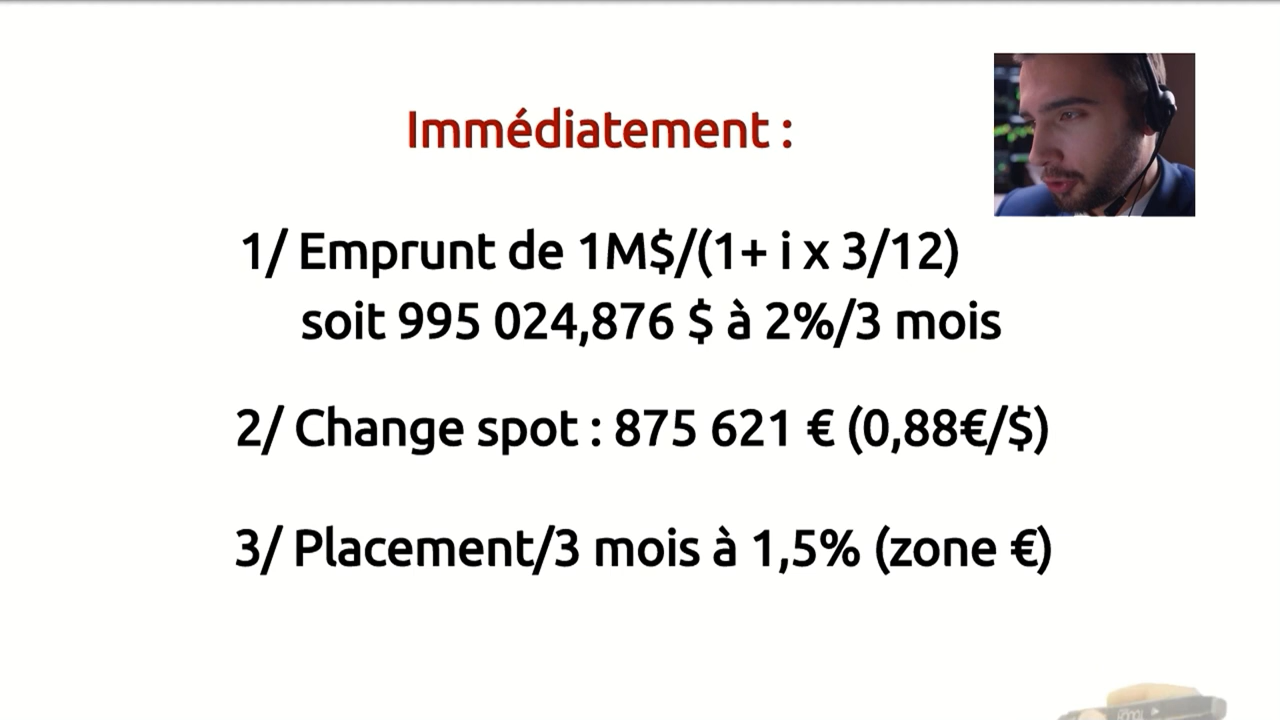 Immédiatement :
1/ Emprunt de 1M$/(1+ i x 3/12)
soit 995 024,876 $ à 2%/3 mois
2/ Change spot : 875 621 € (0,88€/$)
3/ Placement/3 mois à 1,5% (zone €)